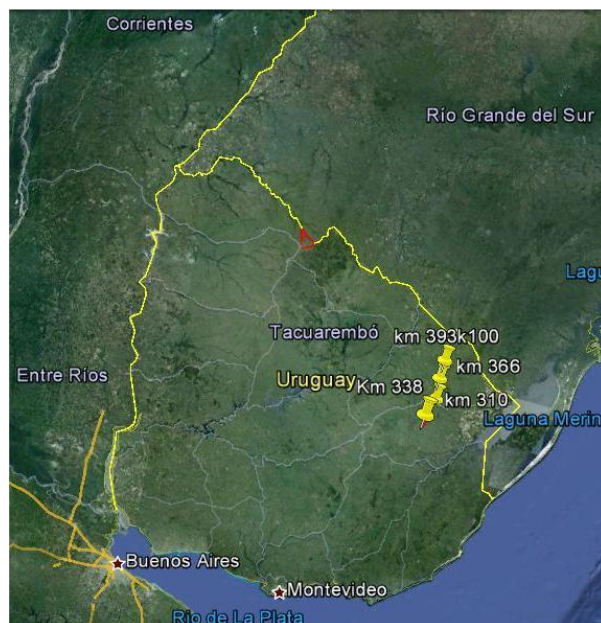 Corrientes
Río Grande del Sur
Lagu
Tacuarembó
km 393k100
Entre Ríos
Uruguay
km 366
Km 338
km 310
Laguna Merin
Buenos Aires
Montevideo
Rio de La Plata